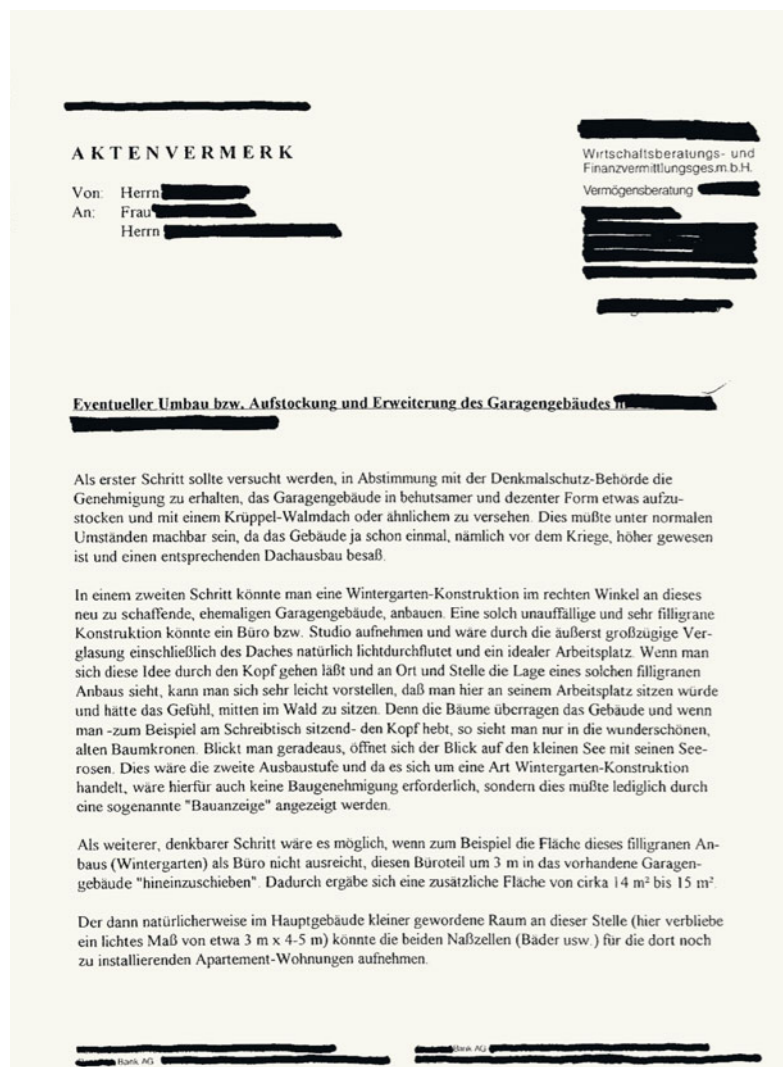 AKTENVERMERK
Wirtschaftsberatungs- und
Finanzvermittlungsges.m.b.H.
Vermögensberatung
Von: Herrn
An: Frau
Herrn
Eventueller Umbau bzw. Aufstockung und Erweiterung des Garagengebäudes
Als erster Schritt sollte versucht werden, in Abstimmung mit der Denkmalschutz-Behörde die
Genehmigung zu erhalten, das Garagengebäude in behutsamer und dezenter Form etwas aufzu-
stocken und mit einem Krüppel-Walmdach oder ähnlichem zu versehen. Dies müßte unter normalen
Umständen machbar sein, da das Gebäude ja schon einmal, nämlich vor dem Kriege, höher gewesen
ist und einen entsprechenden Dachausbau besaß.
In einem zweiten Schritt könnte man eine Wintergarten-Konstruktion im rechten Winkel an dieses
neu zu schaffende, ehemaligen Garagengebäude, anbauen. Eine solch unauffällige und sehr filligrane
Konstruktion könnte ein Büro bzw. Studio aufnehmen und wäre durch die äußerst großzügige Ver-
glasung einschließlich des Daches natürlich lichtdurchflutet und ein idealer Arbeitsplatz. Wenn man
sich diese Idee durch den Kopf gehen läßt und an Ort und Stelle die Lage eines solchen filligranen
Anbaus sieht, kann man sich sehr leicht vorstellen, daß man hier an seinem Arbeitsplatz sitzen würde
und hätte das Gefühl, mitten im Wald zu sitzen. Denn die Bäume überragen das Gebäude und wenn
man -zum Beispiel am Schreibtisch sitzend- den Kopf hebt, so sieht man nur in die wunderschönen,
alten Baumkronen. Blickt man geradeaus, öffnet sich der Blick auf den kleinen See mit seinen See-
rosen. Dies wäre die zweite Ausbaustufe und da es sich um eine Art Wintergarten-Konstruktion
handelt, wäre hierfür auch keine Baugenehmigung erforderlich, sondern dies müßte lediglich durch
eine sogenannte "Bauanzeige" angezeigt werden.
Als weiterer, denkbarer Schritt wäre es möglich, wenn zum Beispiel die Fläche dieses filligranen An-
baus (Wintergarten) als Büro nicht ausreicht, diesen Büroteil um 3 m in das vorhandene Garagen-
gebäude "hineinzuschieben". Dadurch ergäbe sich eine zusätzliche Fläche von cirka 14 m² bis 15 m².
Der dann natürlicherweise im Hauptgebäude kleiner gewordene Raum an dieser Stelle (hier verbliebe
ein lichtes Maß von etwa 3 m x 4-5 m) könnte die beiden Naßzellen (Bäder usw.) für die dort noch
zu installierenden Apartement-Wohnungen aufnehmen.
Bank AG
Bank AG